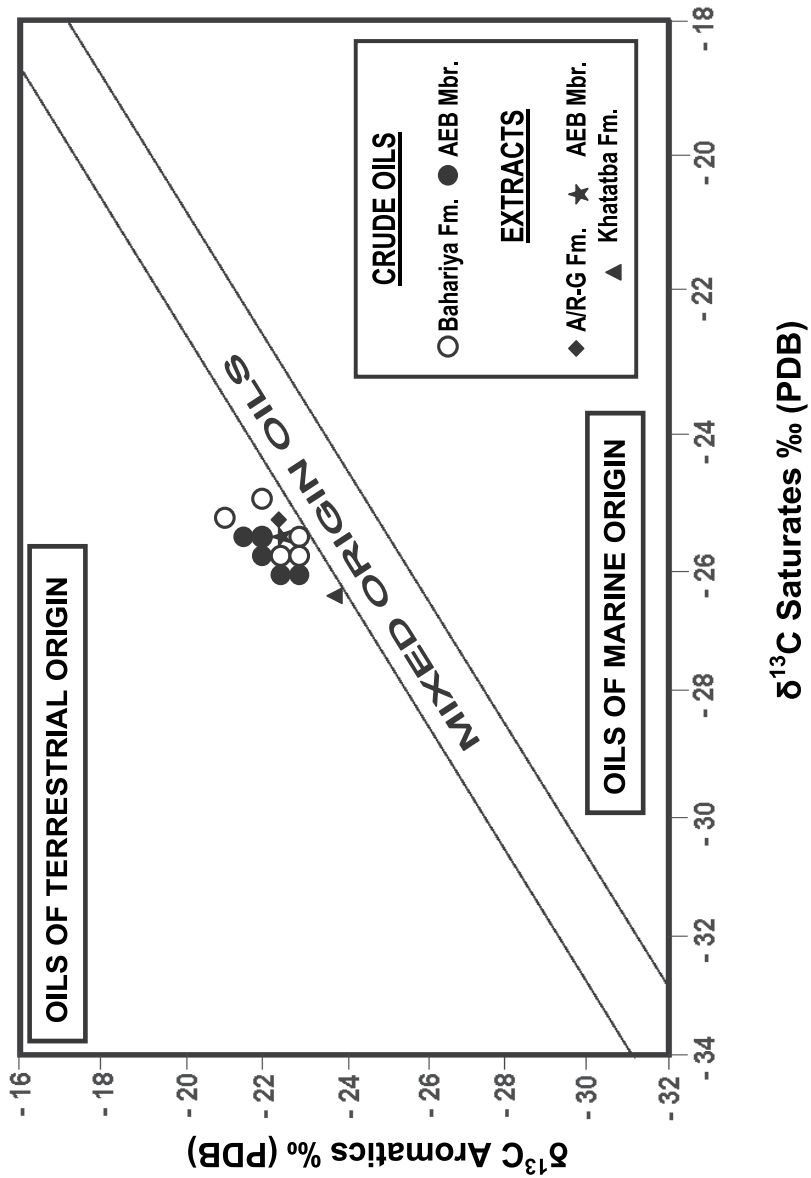 OILS OF TERRESTRIAL ORIGIN
MIXED ORIGIN OILS
OILS OF MARINE ORIGIN
CRUDE OILS
Bahariya Fm. AEB Mbr.
EXTRACTS
A/R-G Fm. AEB Mbr.
Khatatba Fm.
- 16
- 18
- 20
- 22
- 24
- 26
- 28
- 30
- 32
δ¹³C Aromatics ‰ (PDB)
- 34
- 32
- 30
- 28
- 26
- 24
- 22
- 20
- 18
δ¹³C Saturates ‰ (PDB)